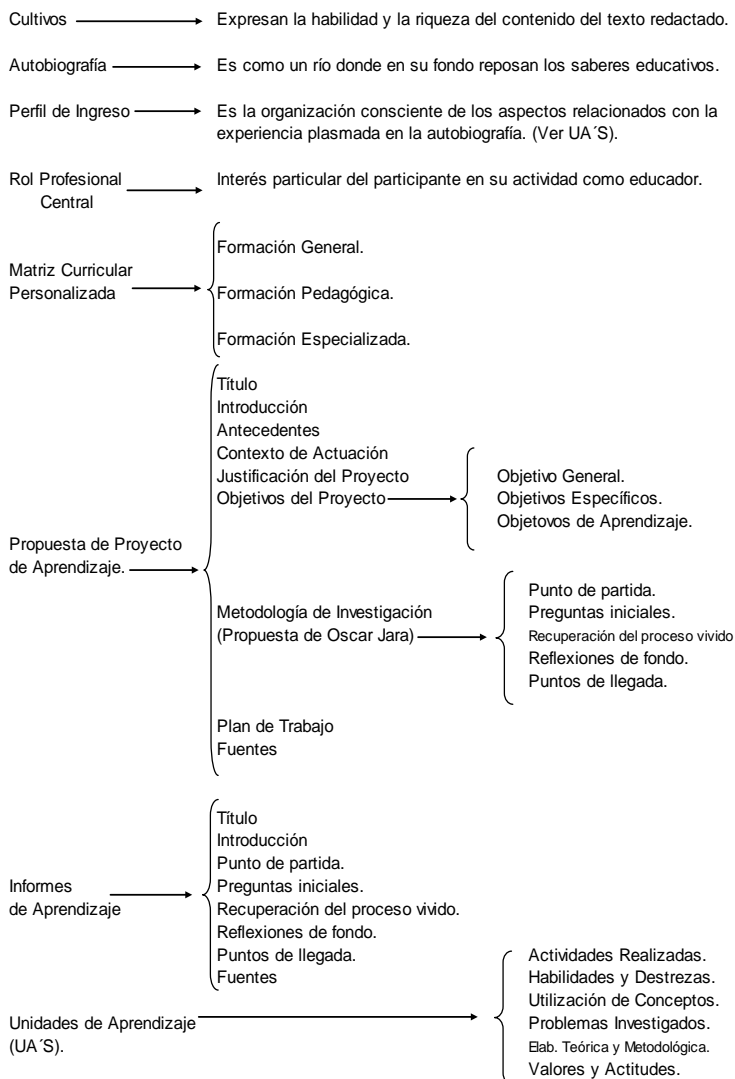 Cultivos
Expresan la habilidad y la riqueza del contenido del texto redactado.
Autobiografía
Es como un río donde en su fondo reposan los saberes educativos.
Perfil de Ingreso
Es la organización consciente de los aspectos relacionados con la
experiencia plasmada en la autobiografía. (Ver UA´S).
Rol Profesional
Central
Interés particular del participante en su actividad como educador.
Matriz Curricular
Personalizada
Formación General.
Formación Pedagógica.
Formación Especializada.
Propuesta de Proyecto
de Aprendizaje.
Título
Introducción
Antecedentes
Contexto de Actuación
Justificación del Proyecto
Objetivos del Proyecto
Objetivo General.
Objetivos Específicos.
Objetovos de Aprendizaje.
Metodología de Investigación
(Propuesta de Oscar Jara)
Punto de partida.
Preguntas iniciales.
Recuperación del proceso vivido
Reflexiones de fondo.
Puntos de llegada.
Plan de Trabajo
Fuentes
Informes
de Aprendizaje
Título
Introducción
Punto de partida.
Preguntas iniciales.
Recuperación del proceso vivido.
Reflexiones de fondo.
Puntos de llegada.
Fuentes
Unidades de Aprendizaje
(UA´S).
Actividades Realizadas.
Habilidades y Destrezas.
Utilización de Conceptos.
Problemas Investigados.
Elab. Teórica y Metodológica.
Valores y Actitudes.